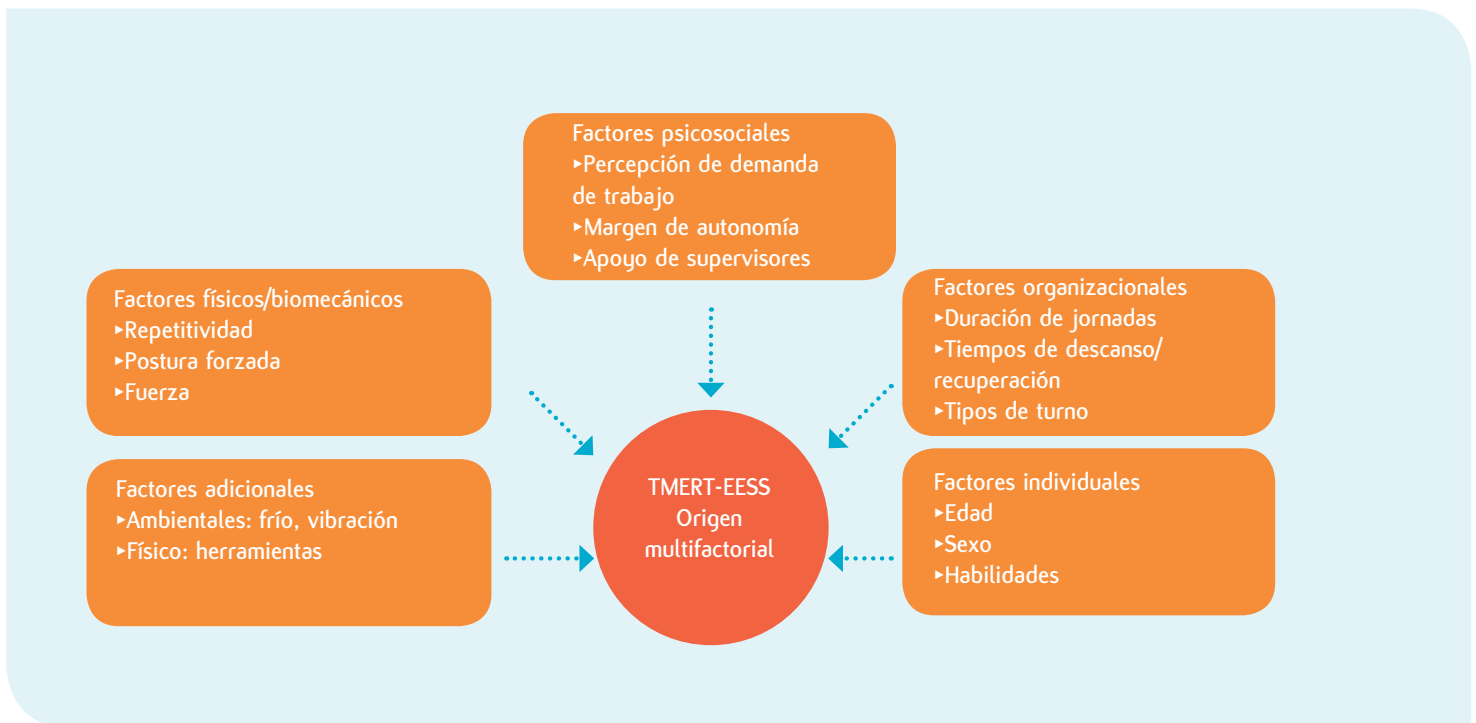 Factores psicosociales
▸Percepción de demanda
de trabajo
▸Margen de autonomía
▸Apoyo de supervisores
Factores físicos/biomecánicos
▸Repetitividad
▸Postura forzada
▸Fuerza
Factores organizacionales
▸Duración de jornadas
▸Tiempos de descanso/
recuperación
▸Tipos de turno
Factores adicionales
▸Ambientales: frío, vibración
▸Físico: herramientas
TMERT-EESS
Origen
multifactorial
Factores individuales
▸Edad
▸Sexo
▸Habilidades